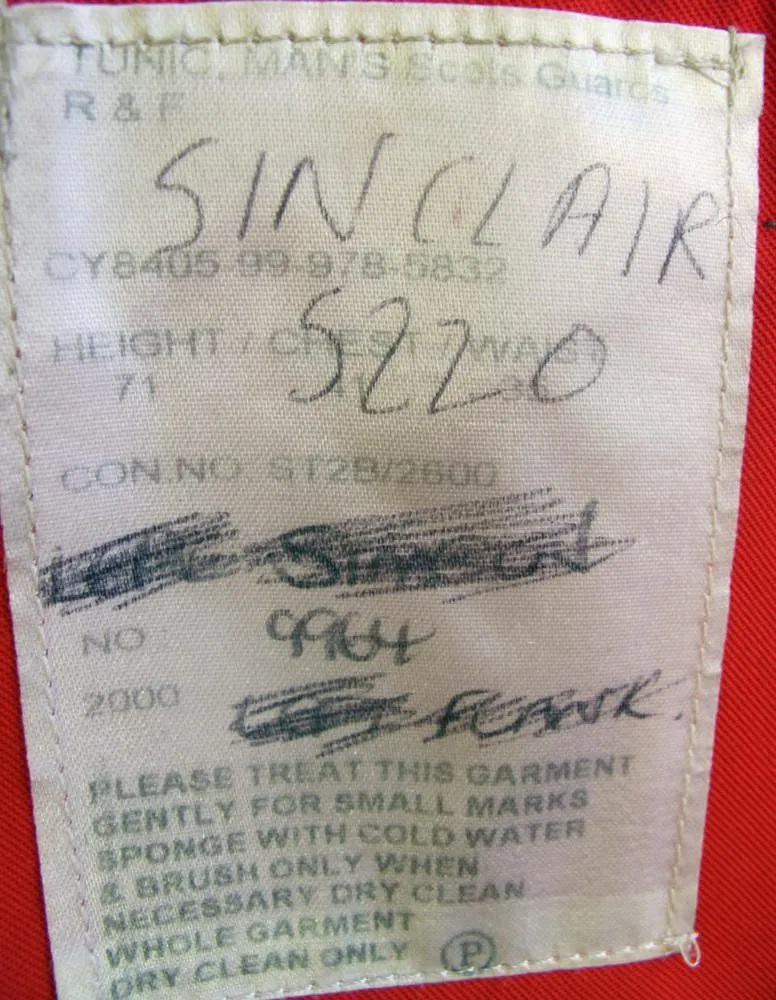 TUNIC, MAN'S Scots Guards
R & F
SINCLAIR
CY8405-99-978-5832
HEIGHT / CHEST / WAIST
5220
71 41
CON.NO. ST2B/2600
NO : 9964
2000
PLEASE TREAT THIS GARMENT
GENTLY FOR SMALL MARKS
SPONGE WITH COLD WATER
& BRUSH ONLY WHEN
NECESSARY DRY CLEAN
WHOLE GARMENT
DRY CLEAN ONLY P